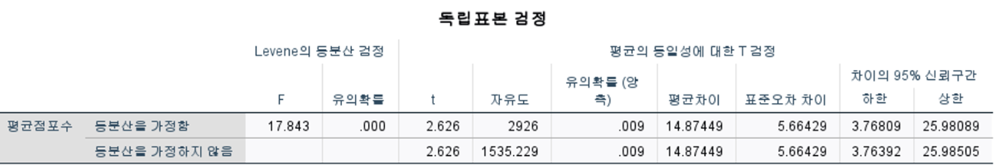 독립표본 검정
Levene의 등분산 검정 평균의 동일성에 대한 T 검정
차이의 95% 신뢰구간
F 유의확률 t 자유도 유의확률 (양측) 평균차이 표준오차 차이 하한 상한
평균점포수 등분산을 가정함 17.843 .000 2.626 2926 .009 14.87449 5.66429 3.76809 25.98089
등분산을 가정하지 않음 2.626 1535.229 .009 14.87449 5.66429 3.76392 25.98505